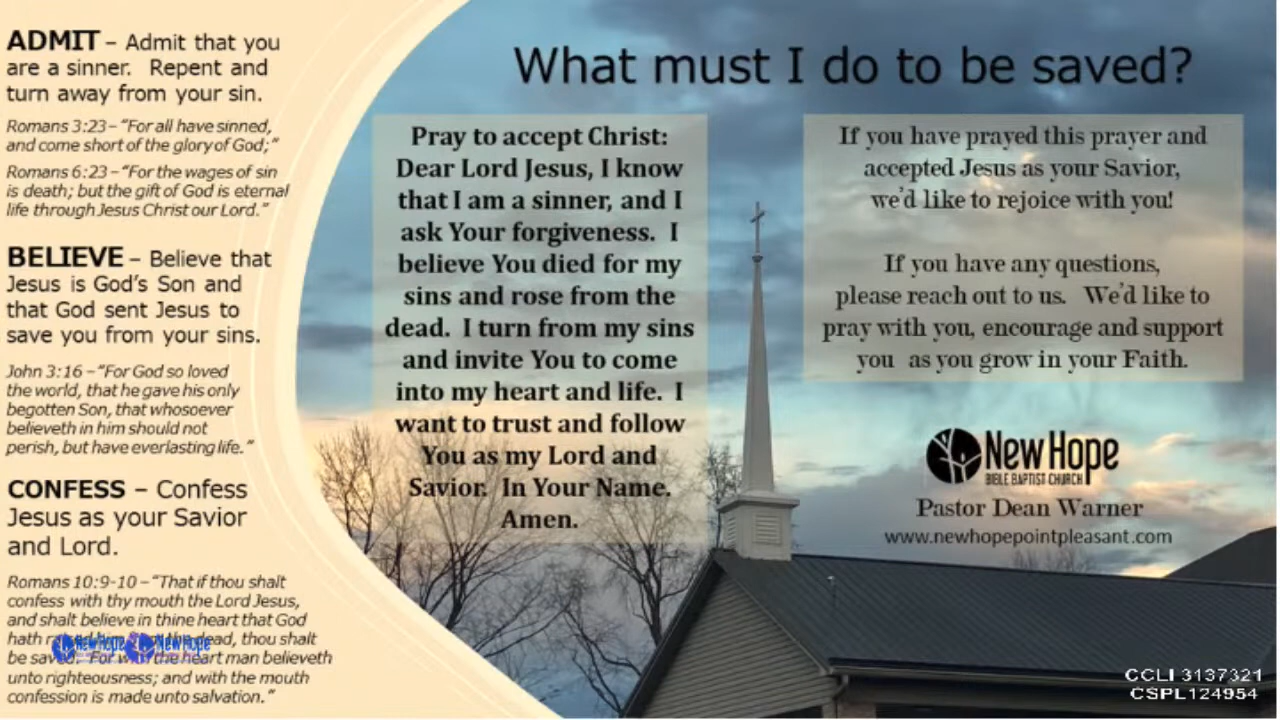 ADMIT – Admit that you
are a sinner. Repent and
turn away from your sin.
Romans 3:23 – "For all have sinned,
and come short of the glory of God;"
Romans 6:23 – "For the wages of sin
is death; but the gift of God is eternal
life through Jesus Christ our Lord."
BELIEVE – Believe that
Jesus is God's Son and
that God sent Jesus to
save you from your sins.
John 3:16 – "For God so loved
the world, that he gave his only
begotten Son, that whosoever
believeth in him should not
perish, but have everlasting life."
CONFESS – Confess
Jesus as your Savior
and Lord.
Romans 10:9-10 – "That if thou shalt
confess with thy mouth the Lord Jesus,
and shalt believe in thine heart that God
hath dead, thou shalt
be saved. For with the heart man believeth
unto righteousness; and with the mouth
confession is made unto salvation."
New Hope New Hope
What must I do to be saved?
Pray to accept Christ:
Dear Lord Jesus, I know
that I am a sinner, and I
ask Your forgiveness. I
believe You died for my
sins and rose from the
dead. I turn from my sins
and invite You to come
into my heart and life. I
want to trust and follow
You as my Lord and
Savior. In Your Name.
Amen.
If you have prayed this prayer and
accepted Jesus as your Savior,
we'd like to rejoice with you!
If you have any questions,
please reach out to us. We'd like to
pray with you, encourage and support
you as you grow in your Faith.
New Hope
BIBLE BAPTIST CHURCH
Pastor Dean Warner
www.newhopepointpleasant.com
CCLI 3137321
CSPL124954